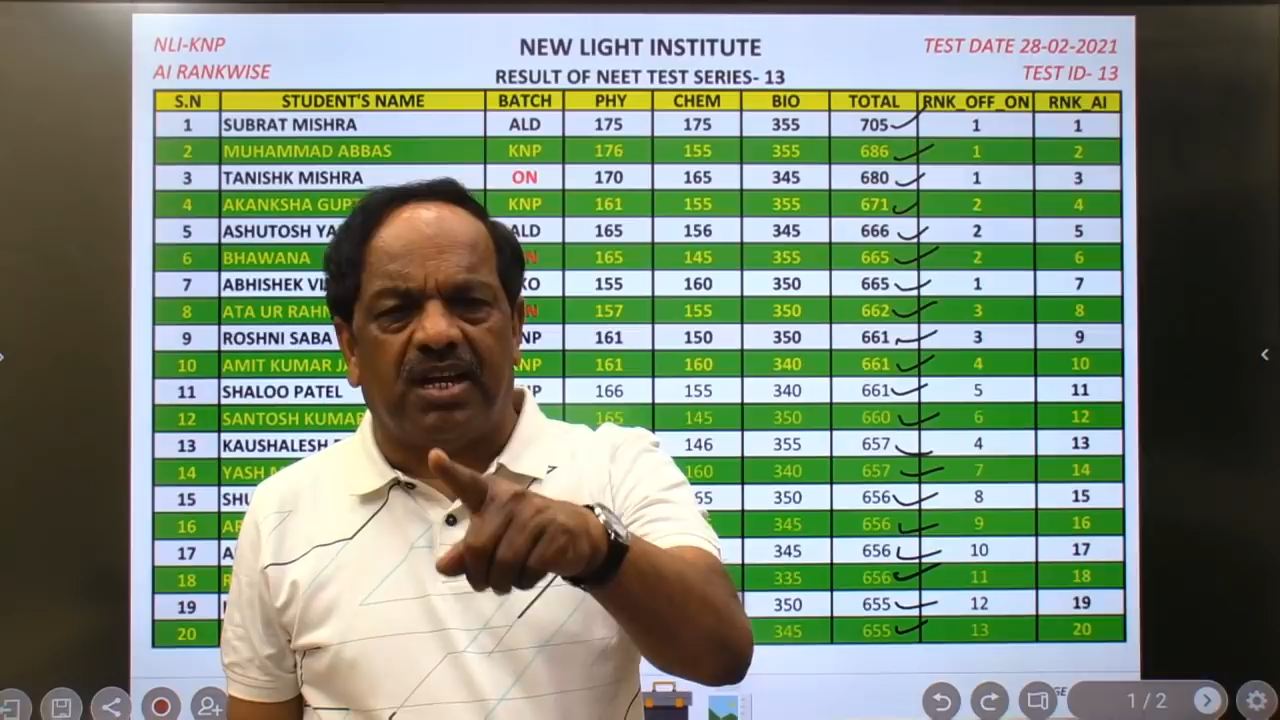 NLI-KNP NEW LIGHT INSTITUTE TEST DATE 28-02-2021
AI RANKWISE RESULT OF NEET TEST SERIES- 13 TEST ID- 13
S.N STUDENT'S NAME BATCH PHY CHEM BIO TOTAL RNK_OFF_ON RNK_AI
1 SUBRAT MISHRA ALD 175 175 355 705 1 1
2 MUHAMMAD ABBAS KNP 176 155 355 686 1 2
3 TANISHK MISHRA ON 170 165 345 680 1 3
4 AKANKSHA KNP 161 155 355 671 2 4
5 ASHUTOSH ALD 165 156 345 666 2 5
6 BHAWANA 165 145 355 665 2 6
7 ABHISHEK 155 160 350 665 1 7
8 ATA UR 157 155 350 662 3 8
9 ROSHNI SABA 161 150 350 661 3 9
10 AMIT KUMAR 161 160 340 661 4 10
11 SHALOO PATEL 166 155 340 661 5 11
12 SANTOSH 165 145 350 660 6 12
13 KAUSHALESH 146 355 657 4 13
14 YASH 160 340 657 7 14
15 350 656 8 15
16 345 656 9 16
17 345 656 10 17
18 335 656 11 18
19 350 655 12 19
20 345 655 13 20
1/2